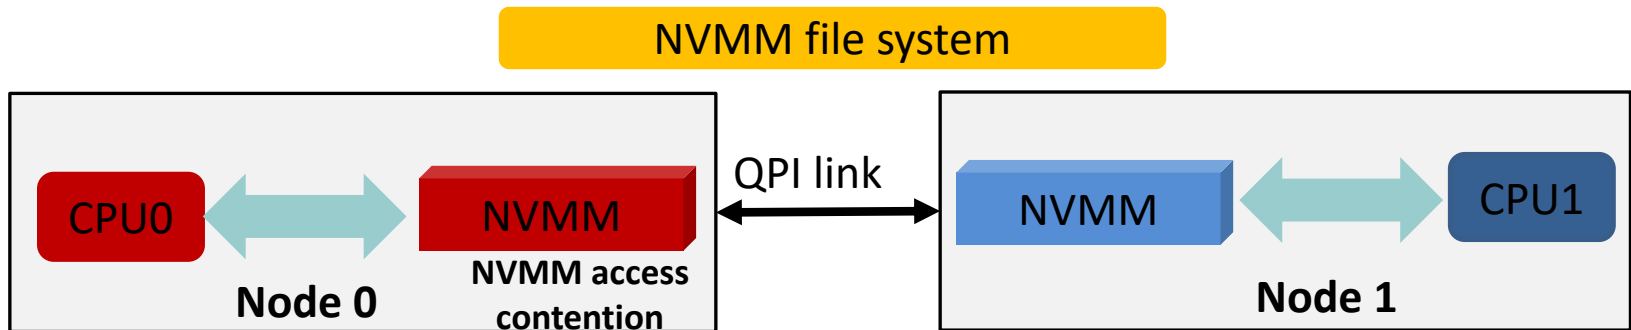 NVMM file system
CPU0
NVMM
NVMM access
contention
Node 0
QPI link
NVMM
CPU1
Node 1